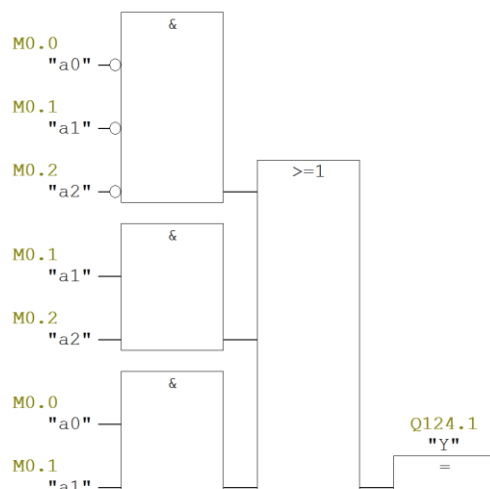 &
M0.0
"a0"
M0.1
"a1"
M0.2
"a2"
>=1
&
M0.1
"a1"
M0.2
"a2"
&
M0.0
"a0"
Q124.1
"Y"
M0.1
=
"a1"